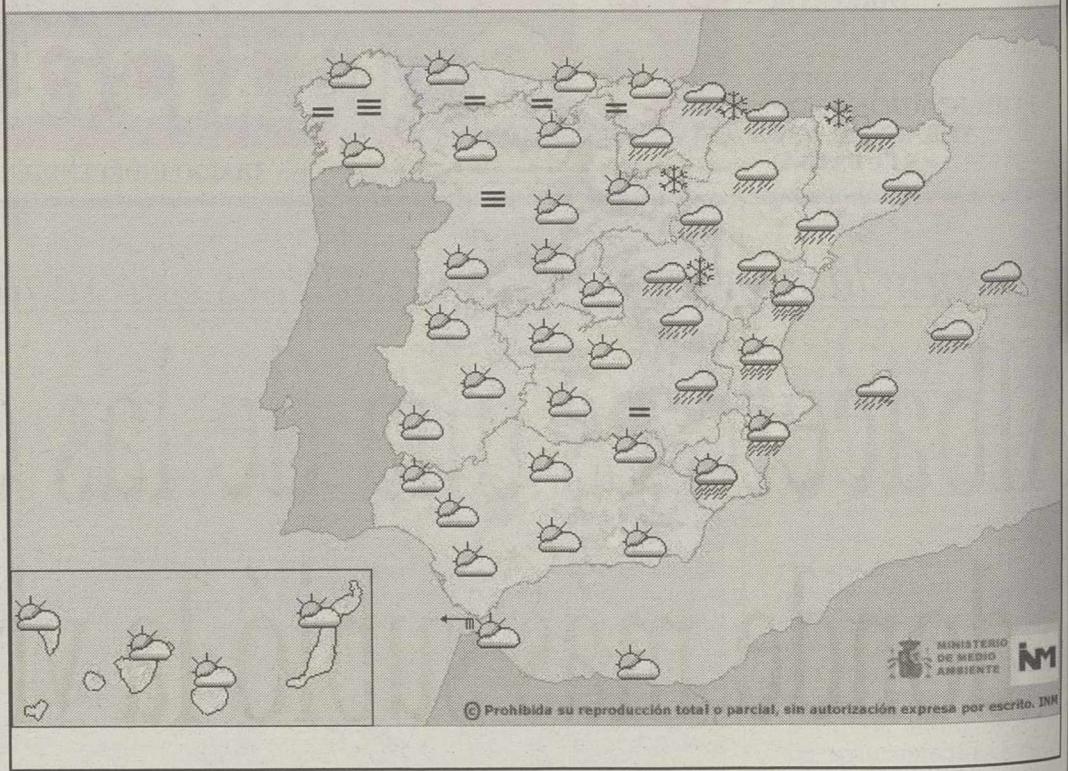 MINISTERIO
DE MEDIO
AMBIENTE
INM
© Prohibida su reproducción total o parcial, sin autorización expresa por escrito. INM